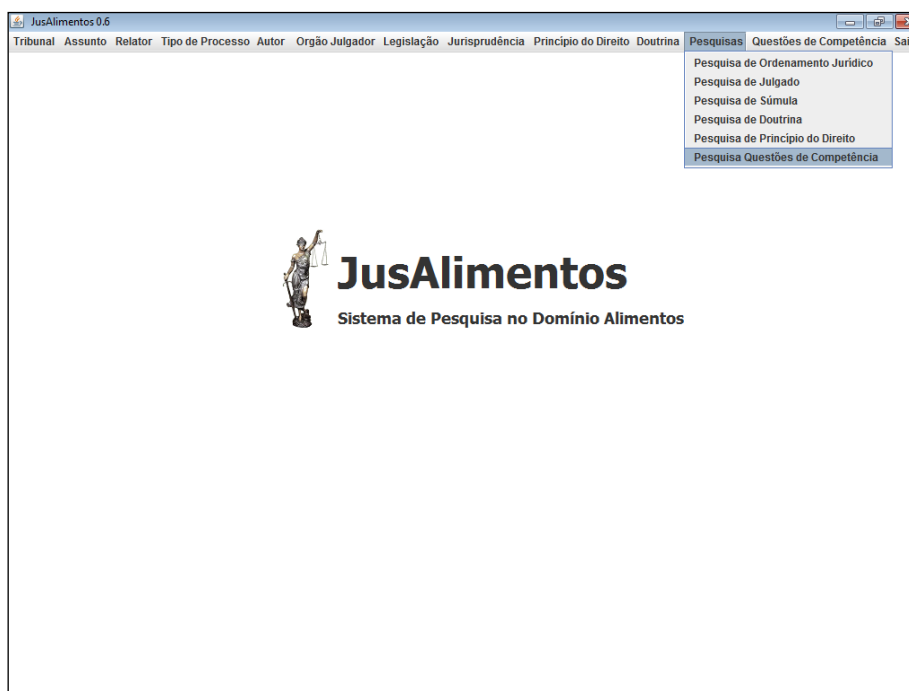 JusAlimentos 0.6
Tribunal Assunto Relator Tipo de Processo Autor Orgão Julgador Legislação Jurisprudência Princípio do Direito Doutrina Pesquisas Questões de Competência Sai
Pesquisa de Ordenamento Jurídico
Pesquisa de Julgado
Pesquisa de Súmula
Pesquisa de Doutrina
Pesquisa de Princípio do Direito
Pesquisa Questões de Competência
JusAlimentos
Sistema de Pesquisa no Domínio Alimentos